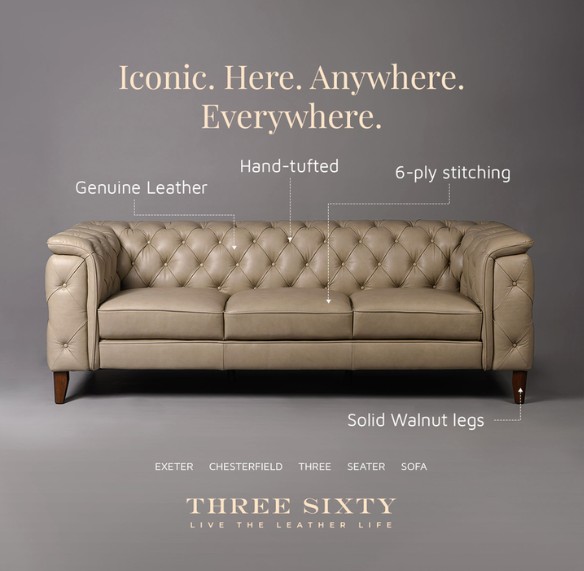 Iconic. Here. Anywhere.
Everywhere.
Hand-tufted
6-ply stitching
Genuine Leather
Solid Walnut legs
EXETER CHESTERFIELD THREE SEATER SOFA
THREE SIXTY
LIVE THE LEATHER LIFE